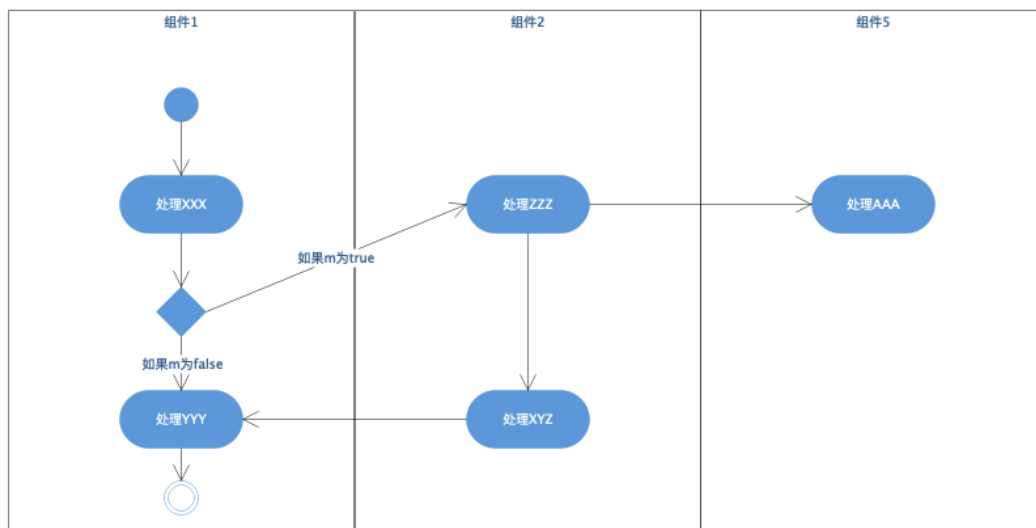 组件1
组件2
组件5
处理XXX
处理ZZZ
处理AAA
如果m为true
如果m为false
处理YYY
处理XYZ